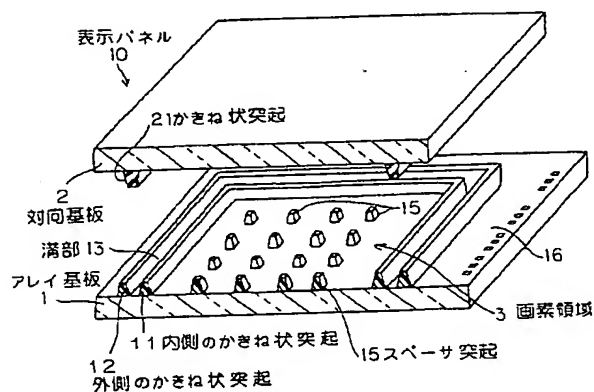 表示パネル
10
21かきね状突起
2
対向基板
溝部 13
アレイ基板
1
15
16
3 画素領域
11内側のかきね状突起
12
外側のかきね状突起
15スペーサ突起